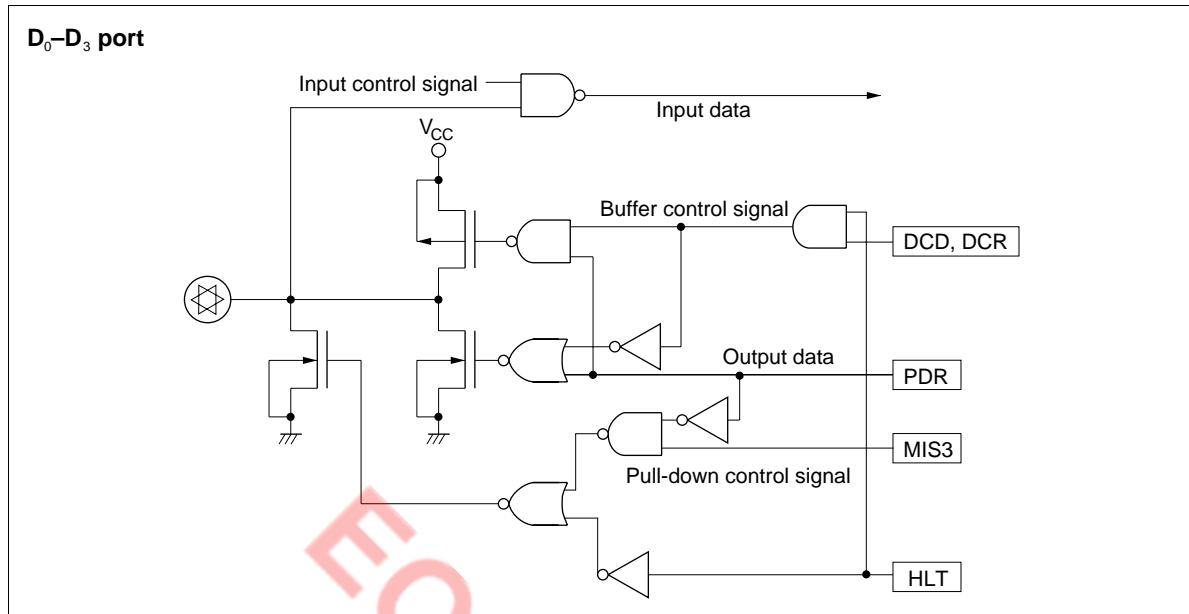 D0–D3 port
Input control signal
Input data
VCC
Buffer control signal
DCD, DCR
Output data
PDR
MIS3
Pull-down control signal
HLT
EO